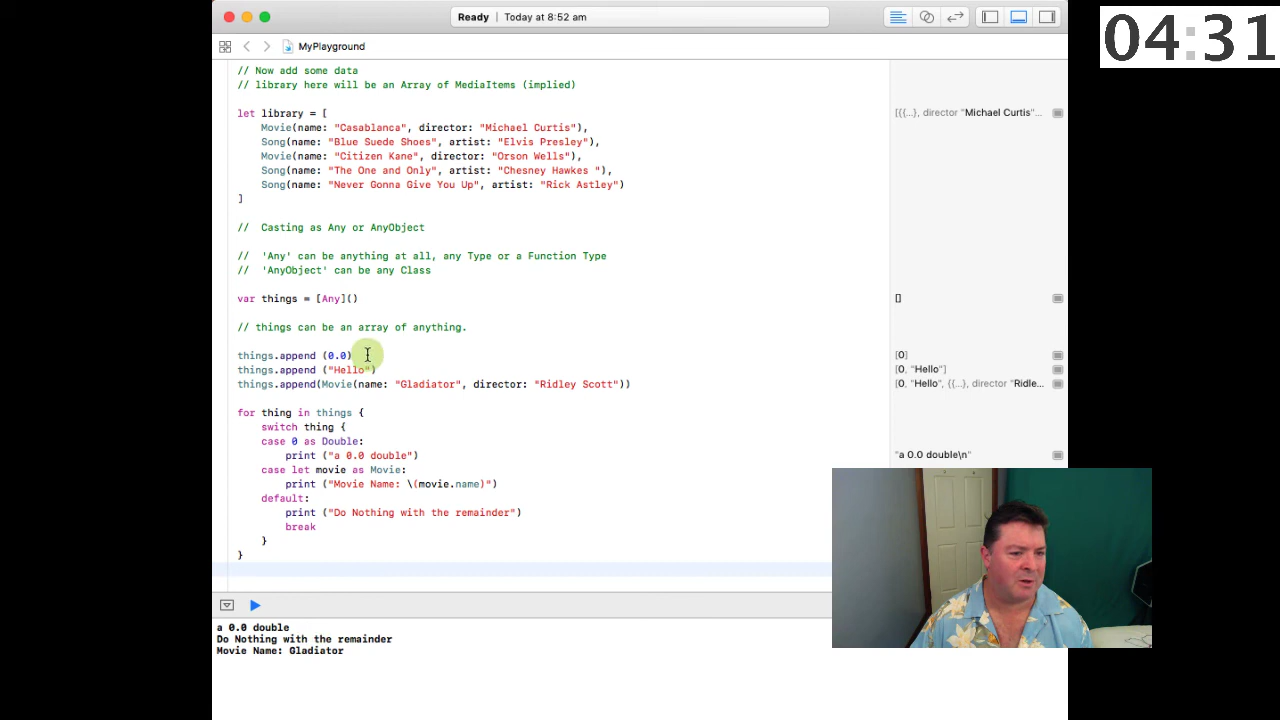 Ready | Today at 8:52 am
04:31
MyPlayground
// Now add some data
// library here will be an Array of MediaItems (implied)
let library = [
[{{...}, director "Michael Curtis"...
Movie(name: "Casablanca", director: "Michael Curtis"),
Song(name: "Blue Suede Shoes", artist: "Elvis Presley"),
Movie(name: "Citizen Kane", director: "Orson Wells"),
Song(name: "The One and Only", artist: "Chesney Hawkes "),
Song(name: "Never Gonna Give You Up", artist: "Rick Astley")
]
//  Casting as Any or AnyObject
//  'Any' can be anything at all, any Type or a Function Type
//  'AnyObject' can be any Class
var things = [Any]()
[]
// things can be an array of anything.
things.append (0.0)
[0]
things.append ("Hello")
[0, "Hello"]
things.append(Movie(name: "Gladiator", director: "Ridley Scott"))
[0, "Hello", {{...}, director "Ridle...
for thing in things {
switch thing {
case 0 as Double:
print ("a 0.0 double")
"a 0.0 double\n"
case let movie as Movie:
print ("Movie Name: \(movie.name)")
default:
print ("Do Nothing with the remainder")
break
}
}
a 0.0 double
Do Nothing with the remainder
Movie Name: Gladiator